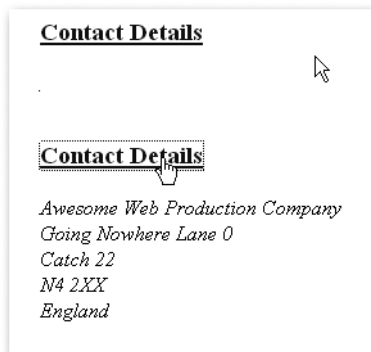 Contact Details
Contact Details
Awesome Web Production Company
Going Nowhere Lane 0
Catch 22
N4 2XX
England